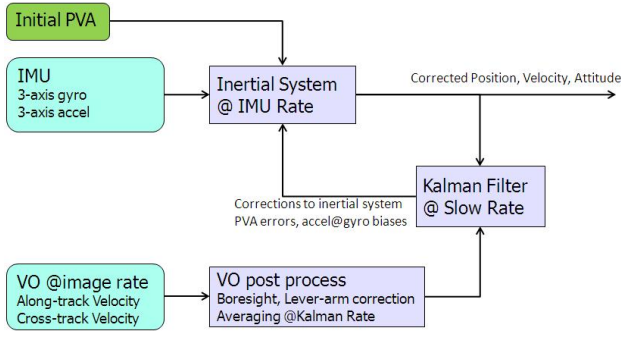 Initial PVA
IMU
3-axis gyro
3-axis accel
Inertial System
@ IMU Rate
Corrected Position, Velocity, Attitude
Kalman Filter
@ Slow Rate
Corrections to inertial system
PVA errors, accel@gyro biases
VO @image rate
Along-track Velocity
Cross-track Velocity
VO post process
Boresight, Lever-arm correction
Averaging @Kalman Rate